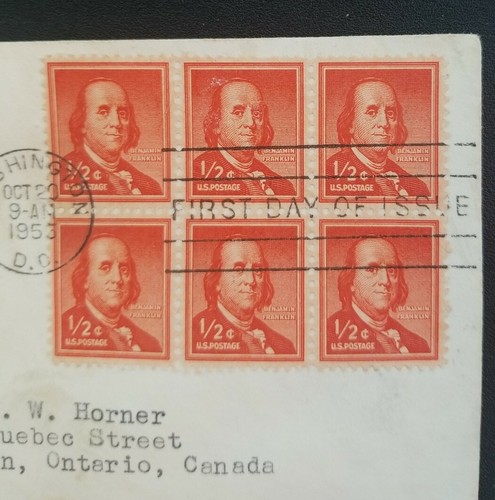 1/2¢ BENJAMIN FRANKLIN U.S. POSTAGE
1/2¢ BENJAMIN FRANKLIN U.S. POSTAGE
1/2¢ BENJAMIN FRANKLIN U.S. POSTAGE
SHINGTON
OCT 20
9-AM
1953
D.C.
FIRST DAY OF ISSUE
1/2¢ BENJAMIN FRANKLIN U.S. POSTAGE
1/2¢ BENJAMIN FRANKLIN U.S. POSTAGE
1/2¢ BENJAMIN FRANKLIN U.S. POSTAGE
. W. Horner
uebec Street
n, Ontario, Canada